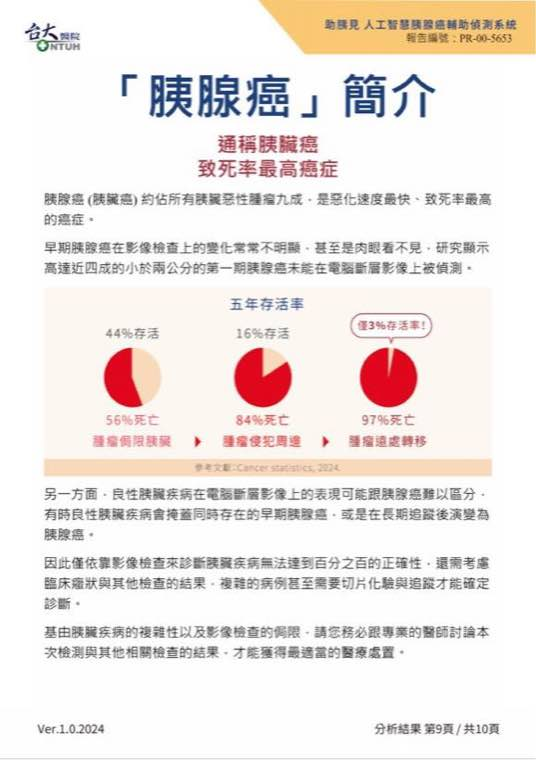 台大醫院
NTUH
助胰見 人工智慧胰腺癌輔助偵測系統
報告編號：PR-00-5653
「胰腺癌」簡介
通稱胰臟癌
致死率最高癌症
胰腺癌 (胰臟癌) 約佔所有胰臟惡性腫瘤九成，是惡化速度最快、致死率最高
的癌症。
早期胰腺癌在影像檢查上的變化常常不明顯，甚至是肉眼看不見，研究顯示
高達近四成的小於兩公分的第一期胰腺癌未能在電腦斷層影像上被偵測。
五年存活率
44%存活 16%存活 僅3%存活率!
56%死亡 84%死亡 97%死亡
腫瘤侷限胰臟 腫瘤侵犯周邊 腫瘤遠處轉移
參考文獻：Cancer statistics, 2024.
另一方面，良性胰臟疾病在電腦斷層影像上的表現可能跟胰腺癌難以區分，
有時良性胰臟疾病會掩蓋同時存在的早期胰腺癌，或是在長期追蹤後演變為
胰腺癌。
因此僅依靠影像檢查來診斷胰臟疾病無法達到百分之百的正確性，還需考慮
臨床症狀與其他檢查的結果，複雜的病例甚至需要切片化驗與追蹤才能確定
診斷。
基由胰臟疾病的複雜性以及影像檢查的侷限，請您務必跟專業的醫師討論本
次檢測與其他相關檢查的結果，才能獲得最適當的醫療處置。
Ver.1.0.2024 分析結果 第9頁 / 共10頁